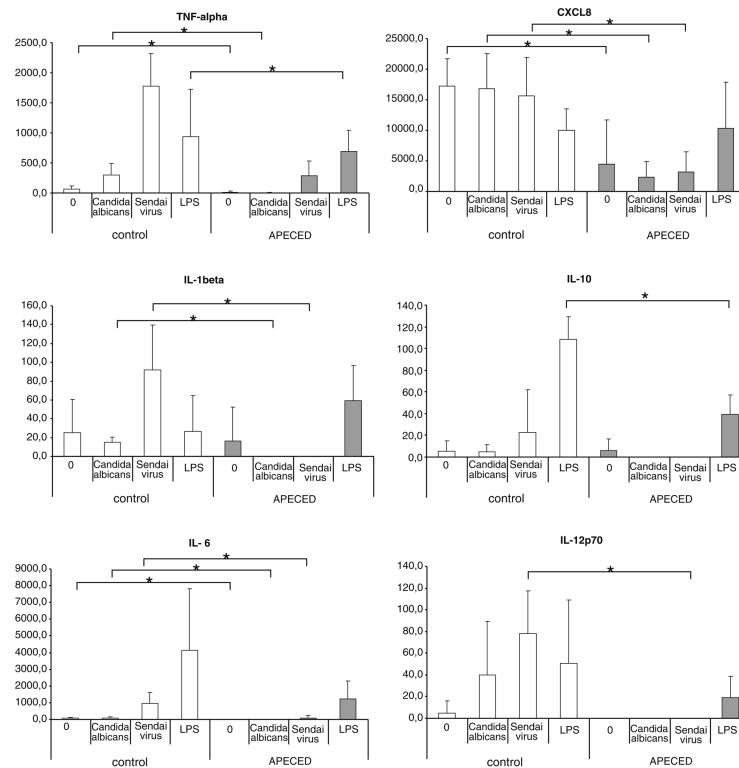 TNF-alpha
*
*
*
2500,0
2000,0
1500,0
1000,0
500,0
0,0
0
Candida
albicans
Sendai
virus
LPS
0
Candida
albicans
Sendai
virus
LPS
control
APECED
CXCL8
*
*
*
25000,0
20000,0
15000,0
10000,0
5000,0
0,0
0
Candida
albicans
Sendai
virus
LPS
0
Candida
albicans
Sendai
virus
LPS
control
APECED
IL-1beta
*
*
160,0
140,0
120,0
100,0
80,0
60,0
40,0
20,0
0,0
0
Candida
albicans
Sendai
virus
LPS
0
Candida
albicans
Sendai
virus
LPS
control
APECED
IL-10
*
140,0
120,0
100,0
80,0
60,0
40,0
20,0
0,0
0
Candida
albicans
Sendai
virus
LPS
0
Candida
albicans
Sendai
virus
LPS
control
APECED
IL- 6
*
*
*
9000,0
8000,0
7000,0
6000,0
5000,0
4000,0
3000,0
2000,0
1000,0
0,0
0
Candida
albicans
Sendai
virus
LPS
0
Candida
albicans
Sendai
virus
LPS
control
APECED
IL-12p70
*
140,0
120,0
100,0
80,0
60,0
40,0
20,0
0,0
0
Candida
albicans
Sendai
virus
LPS
0
Candida
albicans
Sendai
virus
LPS
control
APECED